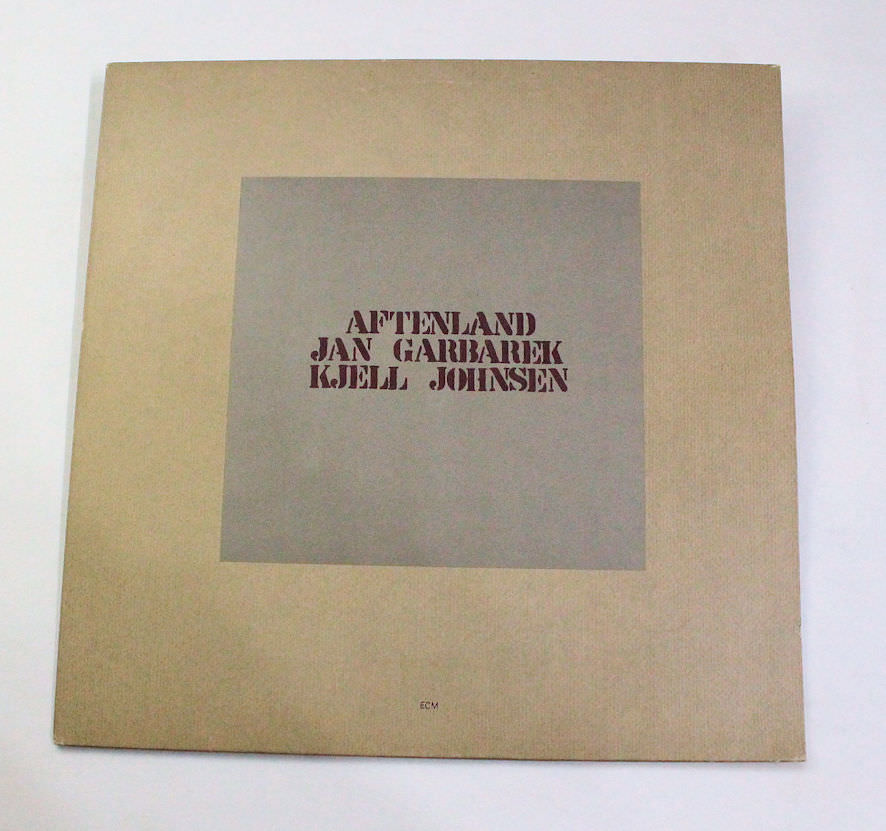 AFTENLAND
JAN GARBAREK
KJELL JOHNSEN
ECM